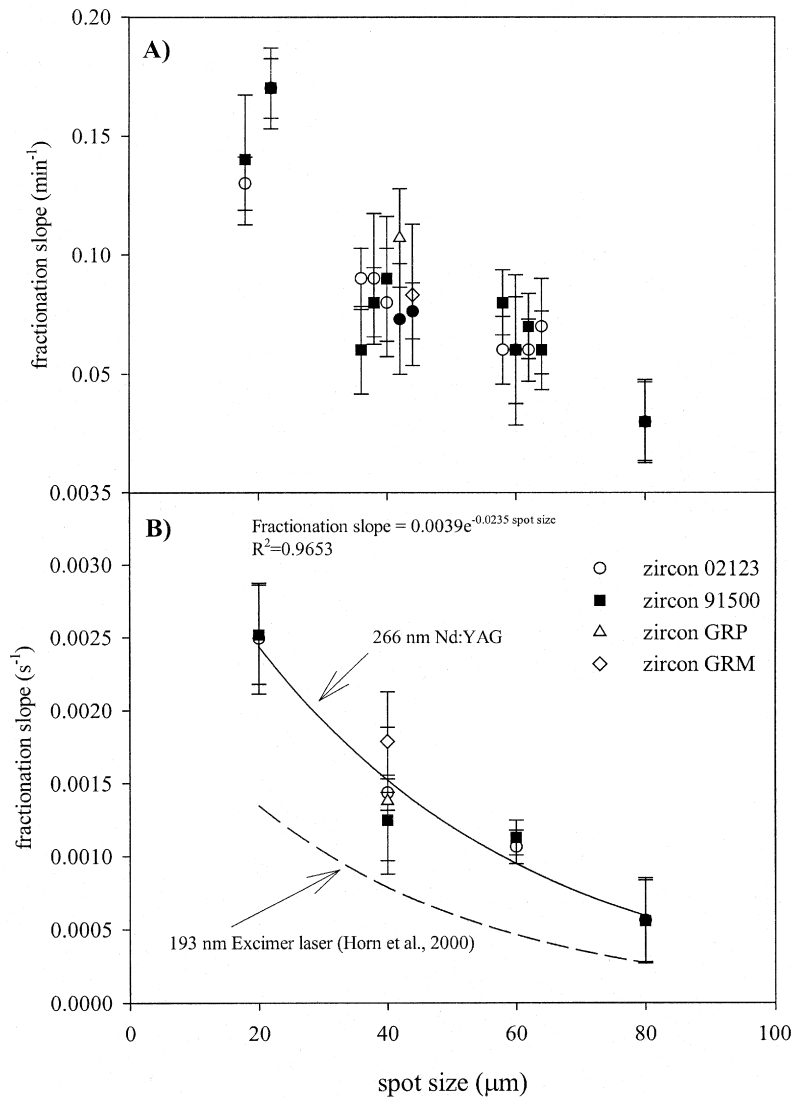 A)
0.20
0.15
0.10
0.05
fractionation slope (min⁻¹)
0.0035
B)
Fractionation slope = 0.0039e^-0.0235 spot size
R²=0.9653
0.0030
0.0025
0.0020
0.0015
0.0010
0.0005
0.0000
fractionation slope (s⁻¹)
zircon 02123
zircon 91500
zircon GRP
zircon GRM
266 nm Nd:YAG
193 nm Excimer laser (Horn et al., 2000)
0 20 40 60 80 100
spot size (μm)